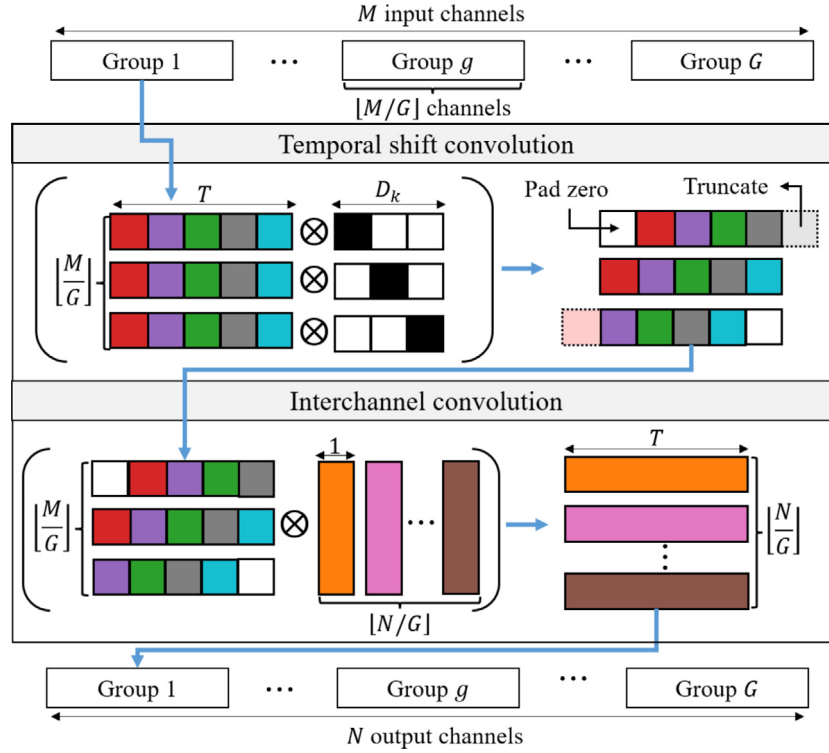 M input channels
Group 1 ··· Group g ··· Group G
⌊M/G⌋ channels
Temporal shift convolution
T D_k Pad zero Truncate
⌊M/G⌋ ⊗
⊗
⊗
Interchannel convolution
1 T
⌊M/G⌋ ⊗ ··· ⋮ ⌊N/G⌋
⌊N/G⌋
Group 1 ··· Group g ··· Group G
N output channels